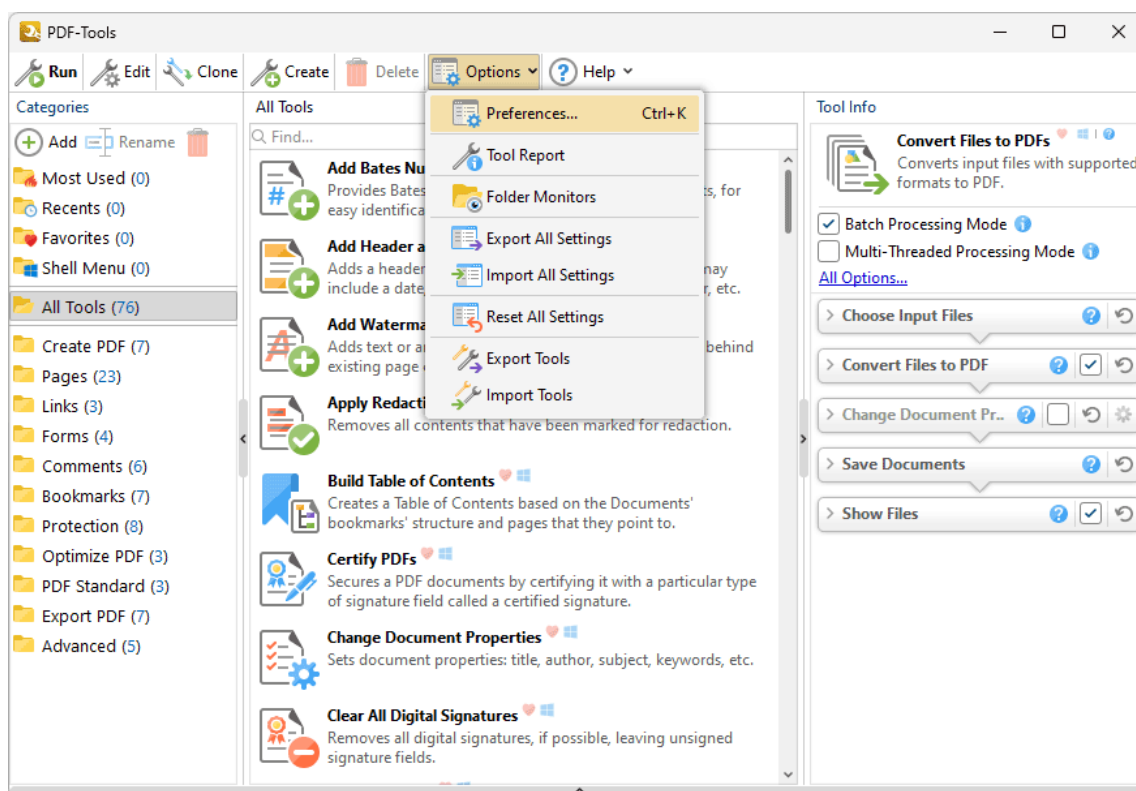 PDF-Tools
Run Edit Clone Create Delete Options Help
Categories
Add Rename
Most Used (0)
Recents (0)
Favorites (0)
Shell Menu (0)
All Tools (76)
Create PDF (7)
Pages (23)
Links (3)
Forms (4)
Comments (6)
Bookmarks (7)
Protection (8)
Optimize PDF (3)
PDF Standard (3)
Export PDF (7)
Advanced (5)
All Tools
Find...
Add Bates Nu
Provides Bates ts, for
easy identifica
Add Header a
Adds a header may
include a date, r, etc.
Add Waterma
Adds text or a behind
existing page
Apply Redacti
Removes all contents that have been marked for redaction.
Build Table of Contents
Creates a Table of Contents based on the Documents'
bookmarks' structure and pages that they point to.
Certify PDFs
Secures a PDF documents by certifying it with a particular type
of signature field called a certified signature.
Change Document Properties
Sets document properties: title, author, subject, keywords, etc.
Clear All Digital Signatures
Removes all digital signatures, if possible, leaving unsigned
signature fields.
Preferences... Ctrl+K
Tool Report
Folder Monitors
Export All Settings
Import All Settings
Reset All Settings
Export Tools
Import Tools
Tool Info
Convert Files to PDFs
Converts input files with supported
formats to PDF.
Batch Processing Mode
Multi-Threaded Processing Mode
All Options...
Choose Input Files
Convert Files to PDF
Change Document Pr..
Save Documents
Show Files